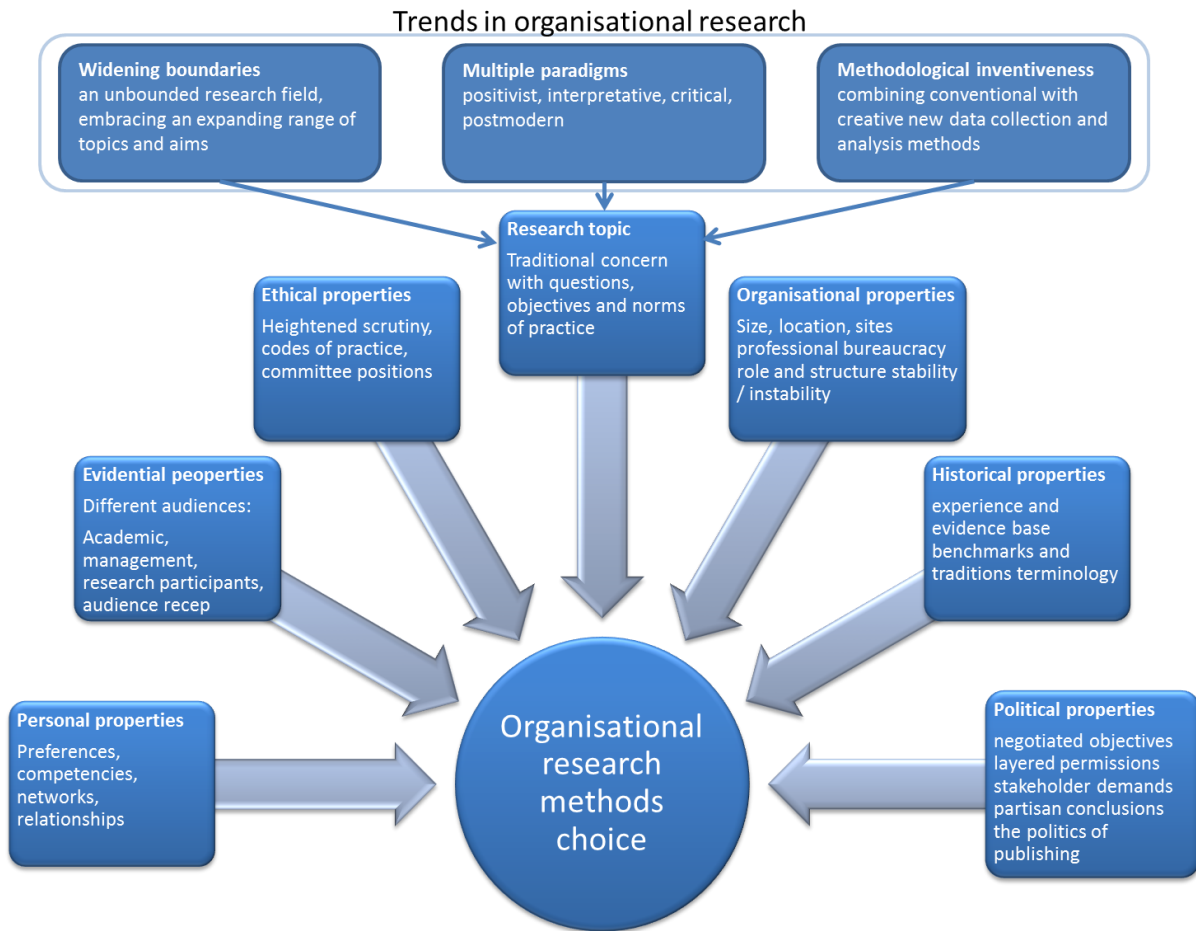 Trends in organisational research
Widening boundaries
an unbounded research field,
embracing an expanding range of
topics and aims
Multiple paradigms
positivist, interpretative, critical,
postmodern
Methodological inventiveness
combining conventional with
creative new data collection and
analysis methods
Research topic
Traditional concern
with questions,
objectives and norms
of practice
Ethical properties
Heightened scrutiny,
codes of practice,
committee positions
Organisational properties
Size, location, sites
professional bureaucracy
role and structure stability
/ instability
Evidential peoperties
Different audiences:
Academic,
management,
research participants,
audience recep
Historical properties
experience and
evidence base
benchmarks and
traditions terminology
Personal properties
Preferences,
competencies,
networks,
relationships
Organisational
research
methods
choice
Political properties
negotiated objectives
layered permissions
stakeholder demands
partisan conclusions
the politics of
publishing